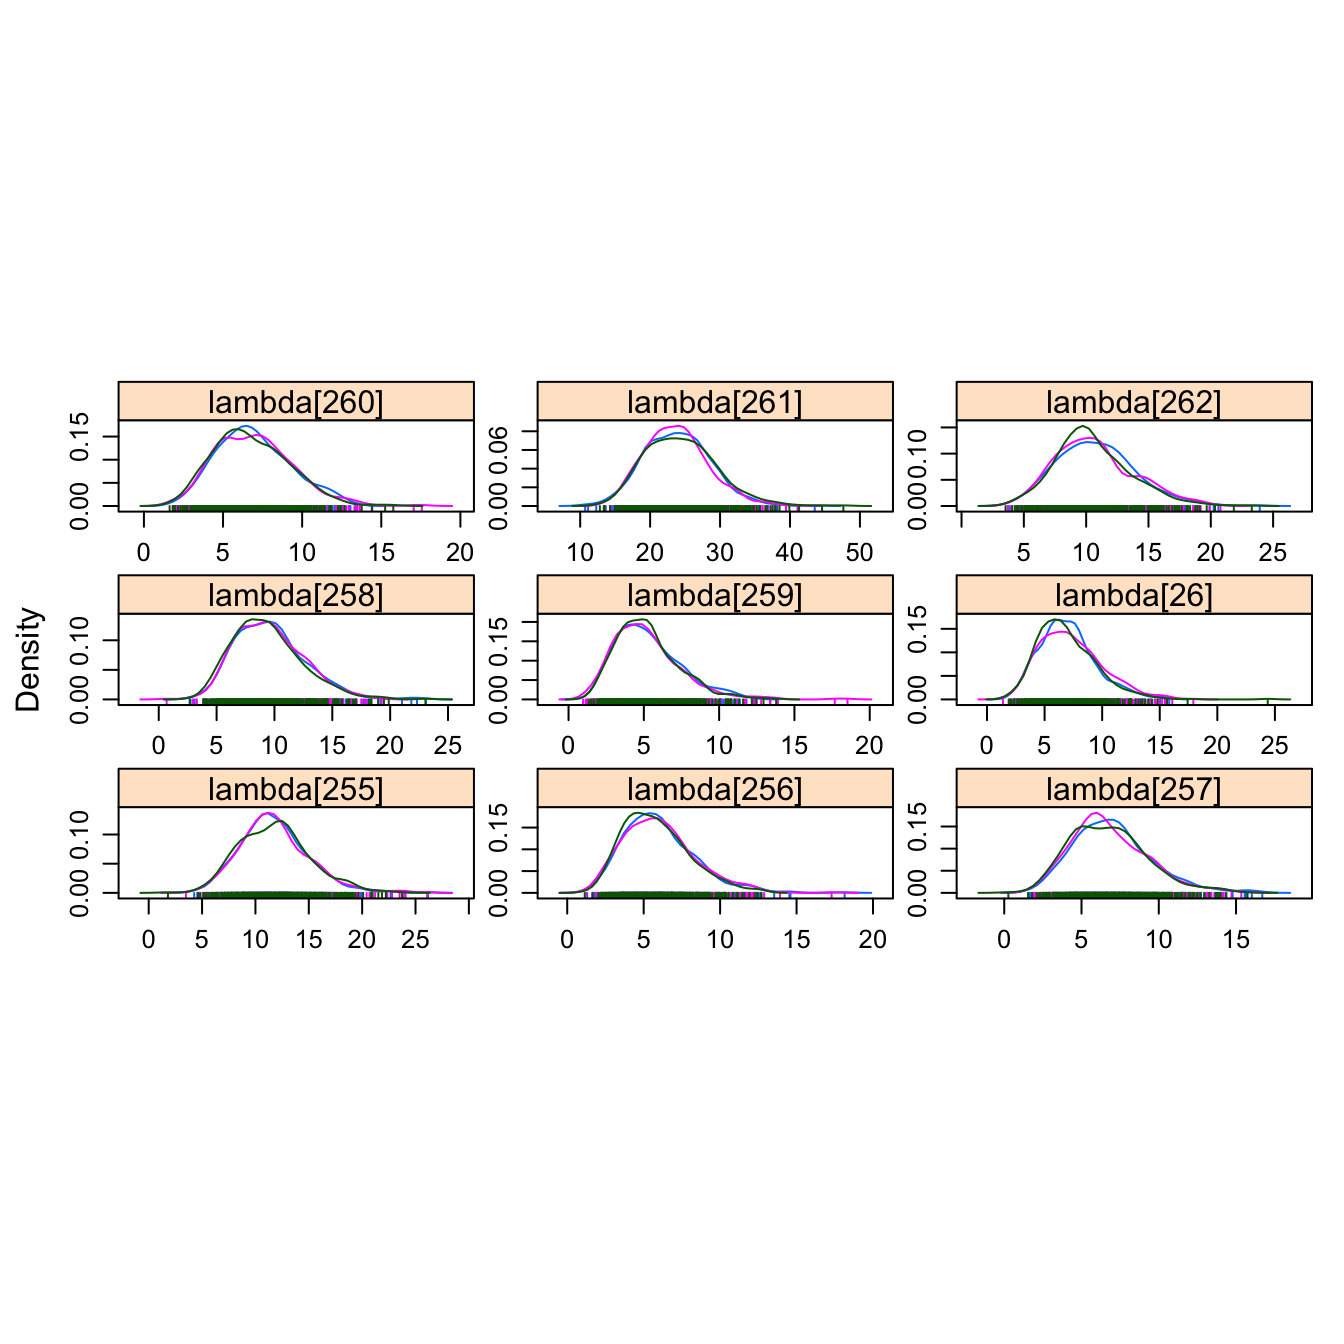 lambda[260] lambda[261] lambda[262]
0.00 0.15
0.00 0.06
0.00 0.10
0 5 10 15 20
10 20 30 40 50
5 10 15 20 25
Density
lambda[258] lambda[259] lambda[26]
0.00 0.10
0.00 0.15
0.00 0.15
0 5 10 15 20 25
0 5 10 15 20
0 5 10 15 20 25
lambda[255] lambda[256] lambda[257]
0.00 0.10
0.00 0.15
0.00 0.15
0 5 10 15 20 25
0 5 10 15 20
0 5 10 15